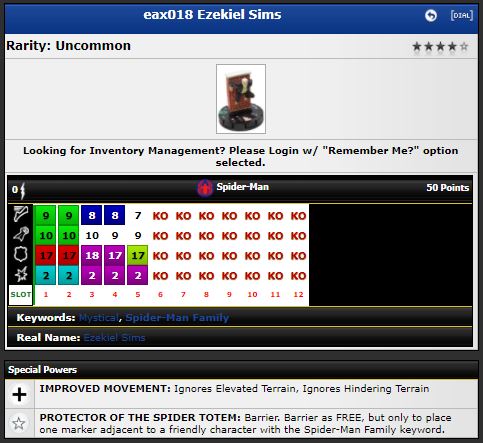 eax018 Ezekiel Sims
[DIAL]
Rarity: Uncommon
Looking for Inventory Management? Please Login w/ "Remember Me?" option
selected.
0 Spider-Man 50 Points
9 9 8 8 7 KO KO KO KO KO KO KO
10 10 10 9 9 KO KO KO KO KO KO KO
17 17 18 17 17 KO KO KO KO KO KO KO
2 2 2 2 2 KO KO KO KO KO KO KO
SLOT 1 2 3 4 5 6 7 8 9 10 11 12
Keywords: Mystical, Spider-Man Family
Real Name: Ezekiel Sims
Special Powers
IMPROVED MOVEMENT: Ignores Elevated Terrain, Ignores Hindering Terrain
PROTECTOR OF THE SPIDER TOTEM: Barrier. Barrier as FREE, but only to place
one marker adjacent to a friendly character with the Spider-Man Family keyword.